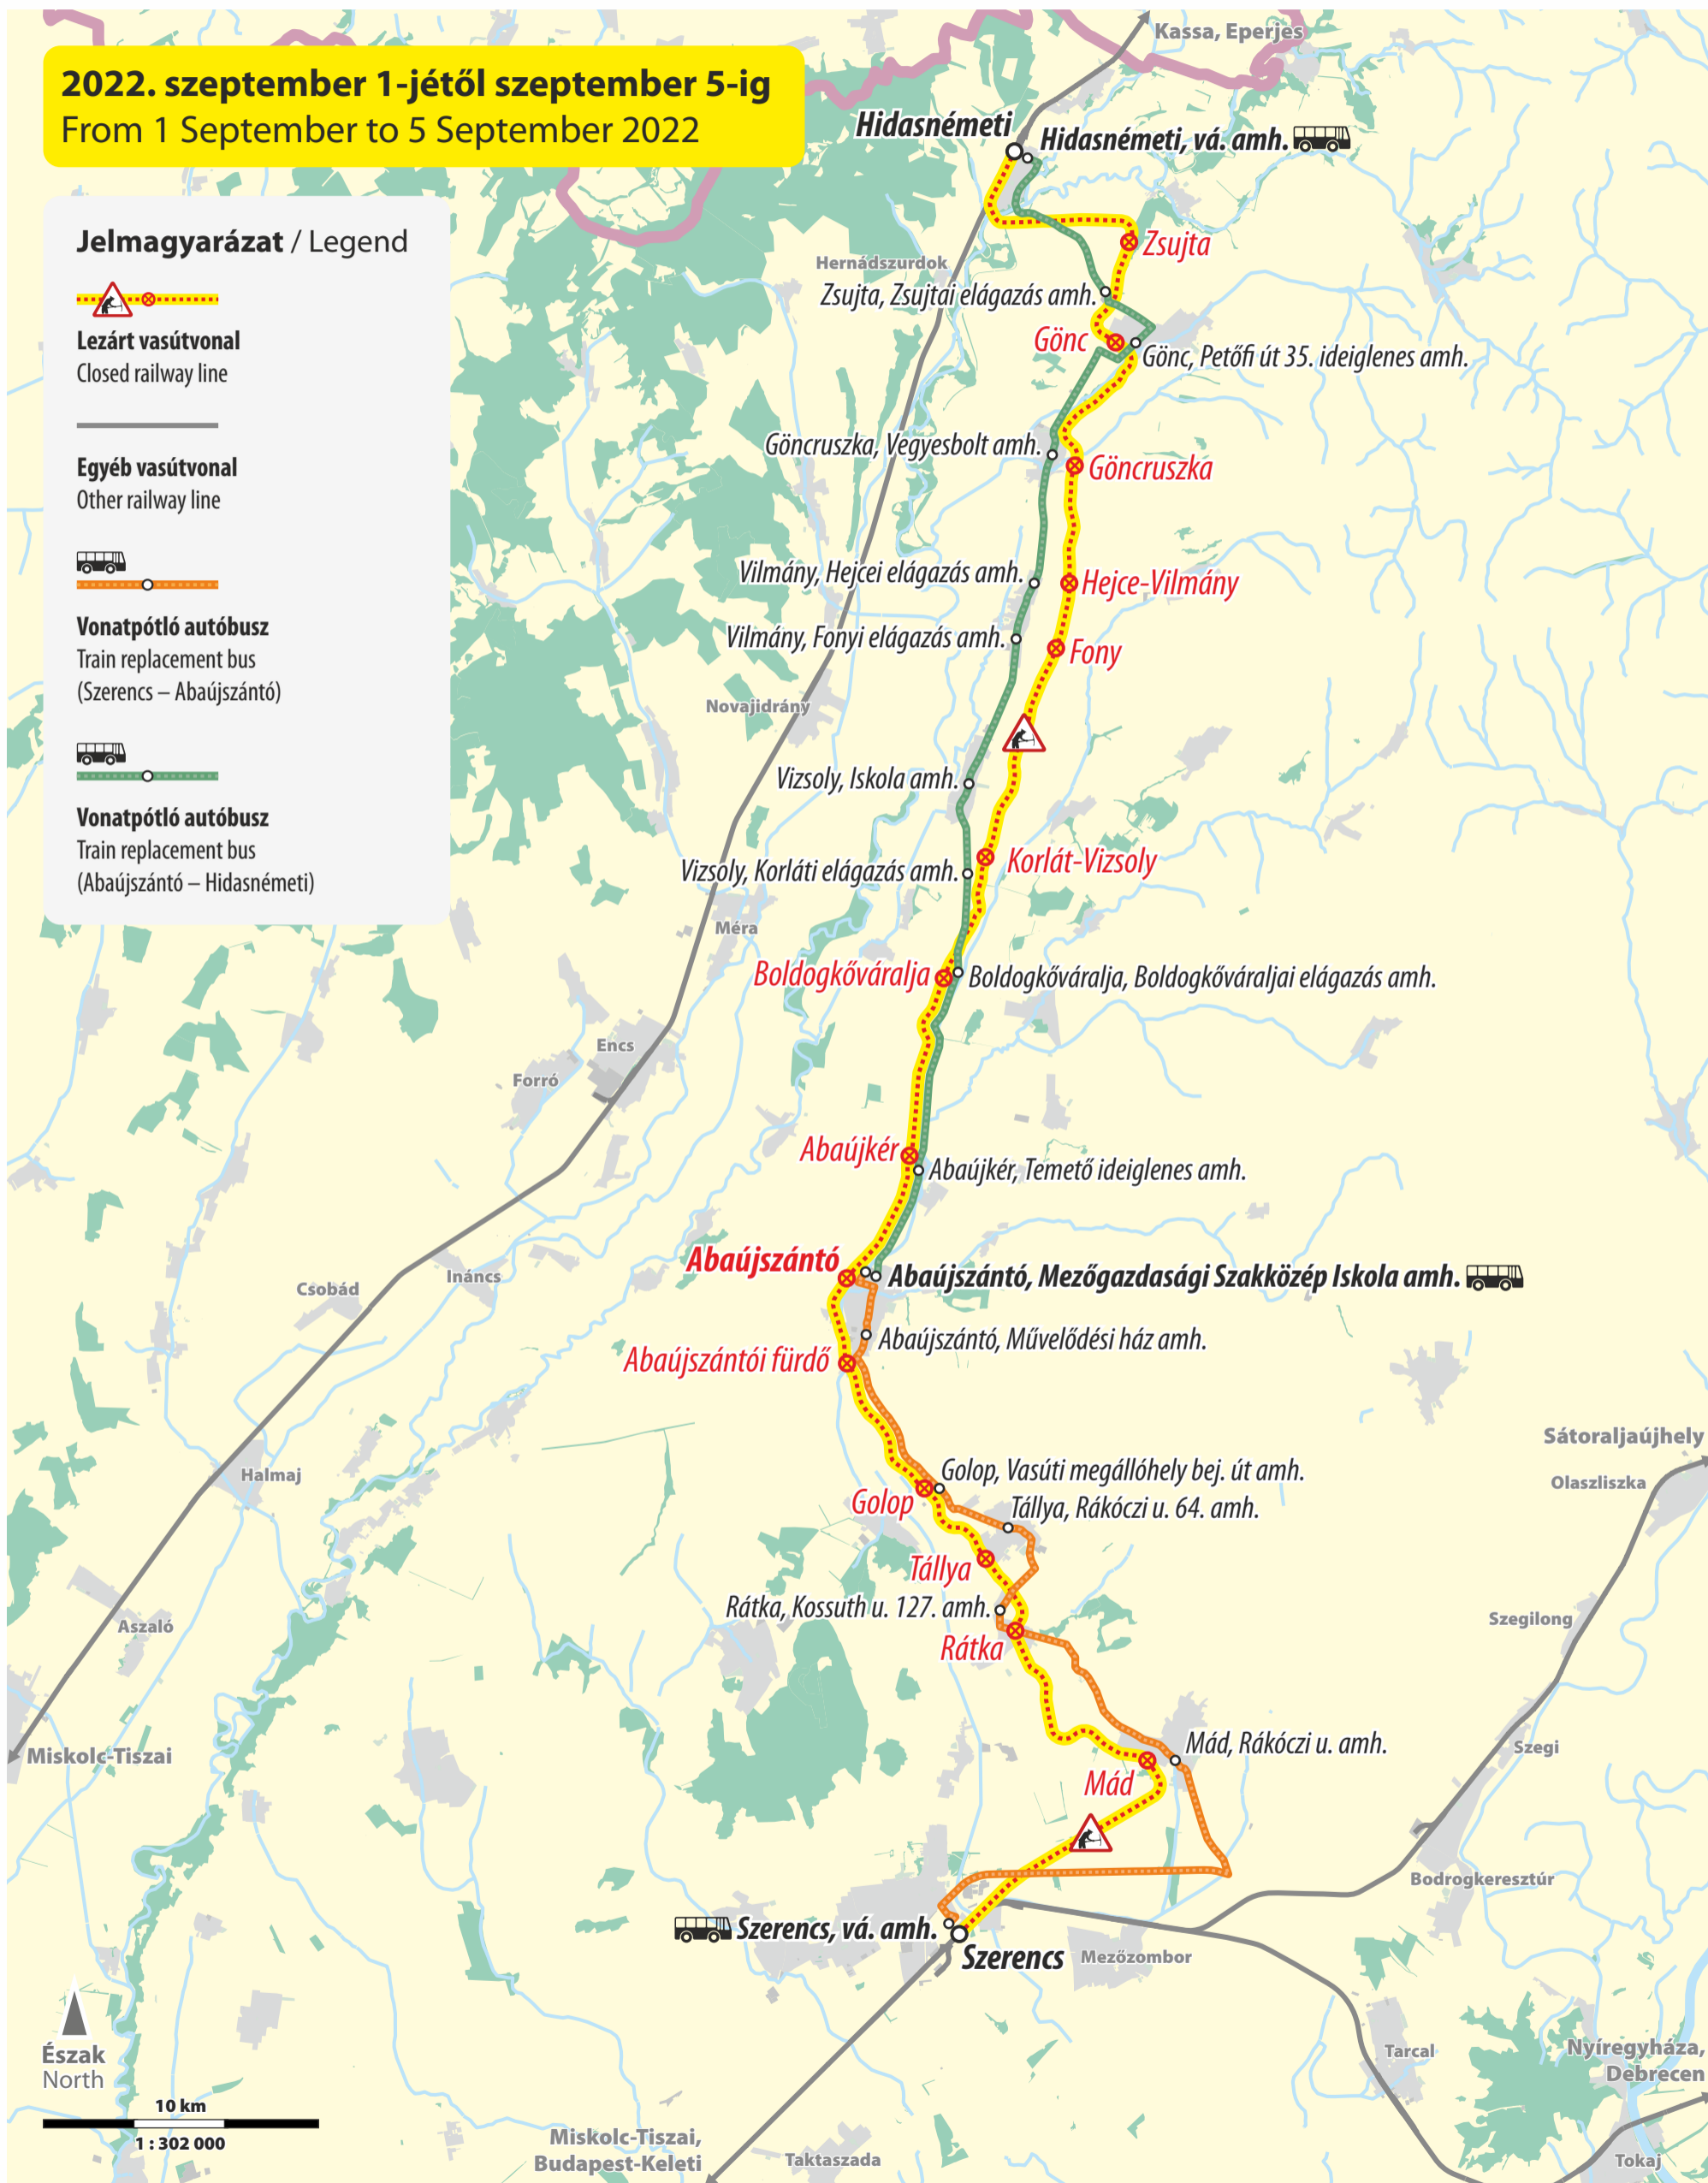 Kassa, Eperjes
2022. szeptember 1-jétől szeptember 5-ig
From 1 September to 5 September 2022
Jelmagyarázat / Legend
Lezárt vasútvonal
Closed railway line
Egyéb vasútvonal
Other railway line
Vonatpótló autóbusz
Train replacement bus
(Szerencs – Abaújszántó)
Vonatpótló autóbusz
Train replacement bus
(Abaújszántó – Hidasnémeti)
Hidasnémeti
Hidasnémeti, vá. amh.
Zsujta
Hernádszurdok
Zsujta, Zsujtai elágazás amh.
Gönc
Gönc, Petőfi út 35. ideiglenes amh.
Göncruszka, Vegyesbolt amh.
Göncruszka
Vilmány, Hejcei elágazás amh.
Hejce-Vilmány
Vilmány, Fonyi elágazás amh.
Fony
Novajidrány
Vizsoly, Iskola amh.
Korlát-Vizsoly
Vizsoly, Korláti elágazás amh.
Méra
Boldogkőváralja
Boldogkőváralja, Boldogkőváraljai elágazás amh.
Encs
Forró
Abaújkér
Abaújkér, Temető ideiglenes amh.
Abaújszántó
Abaújszántó, Mezőgazdasági Szakközép Iskola amh.
Ináncs
Csobád
Abaújszántó, Művelődési ház amh.
Abaújszántói fürdő
Sátoraljaújhely
Halmaj
Golop, Vasúti megállóhely bej. út amh.
Olaszliszka
Golop
Tállya, Rákóczi u. 64. amh.
Tállya
Rátka, Kossuth u. 127. amh.
Szegilong
Aszaló
Rátka
Mád, Rákóczi u. amh.
Szegi
Miskolc-Tiszai
Mád
Bodrogkeresztúr
Szerencs, vá. amh.
Szerencs
Mezőzombor
Észak
North
Tarcal
Nyíregyháza,
Debrecen
10 km
1 : 302 000
Miskolc-Tiszai,
Budapest-Keleti
Taktaszada
Tokaj